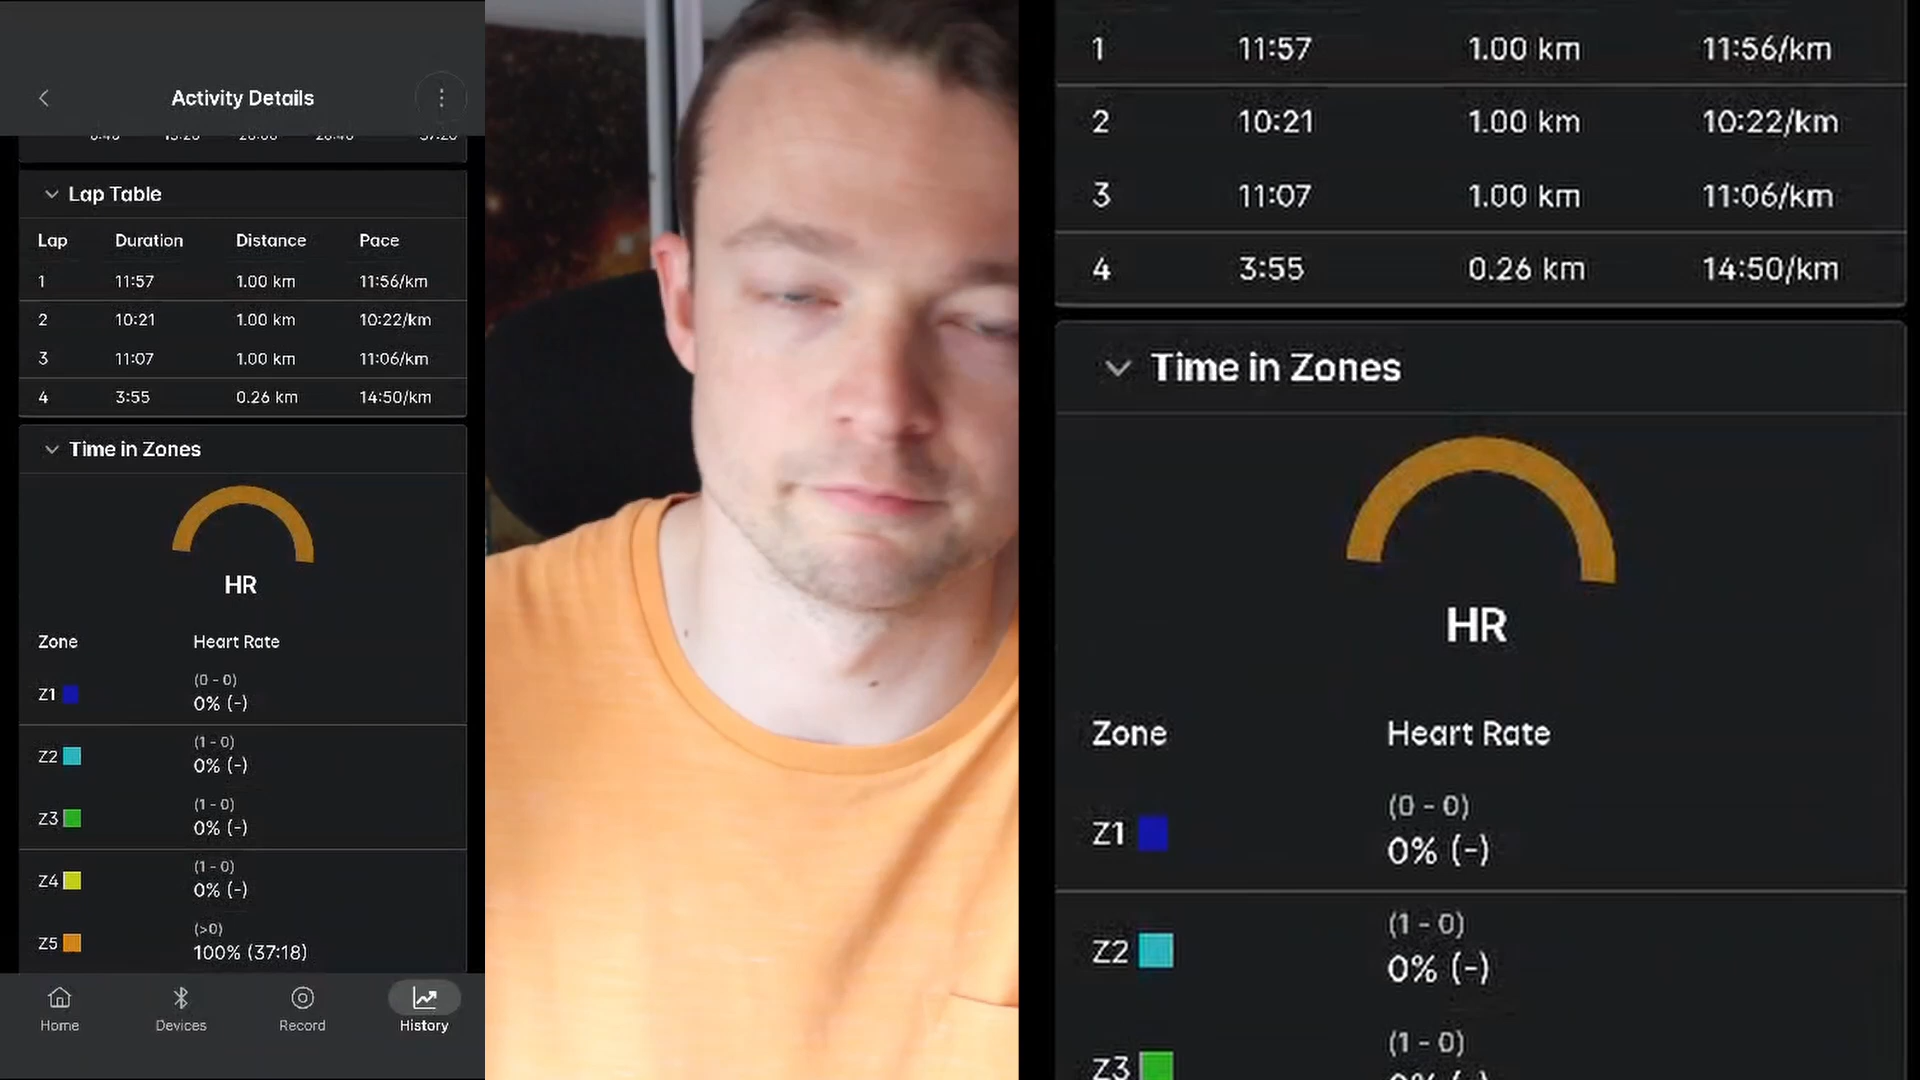 Activity Details
Lap Table
Lap Duration Distance Pace
1 11:57 1.00 km 11:56/km
2 10:21 1.00 km 10:22/km
3 11:07 1.00 km 11:06/km
4 3:55 0.26 km 14:50/km
Time in Zones
HR
Zone Heart Rate
(0 - 0)
Z1 0% (-)
(1 - 0)
Z2 0% (-)
(1 - 0)
Z3 0% (-)
(1 - 0)
Z4 0% (-)
(>0)
Z5 100% (37:18)
Home Devices Record History
1 11:57 1.00 km 11:56/km
2 10:21 1.00 km 10:22/km
3 11:07 1.00 km 11:06/km
4 3:55 0.26 km 14:50/km
Time in Zones
HR
Zone Heart Rate
(0 - 0)
Z1 0% (-)
(1 - 0)
Z2 0% (-)
(1 - 0)
Z3